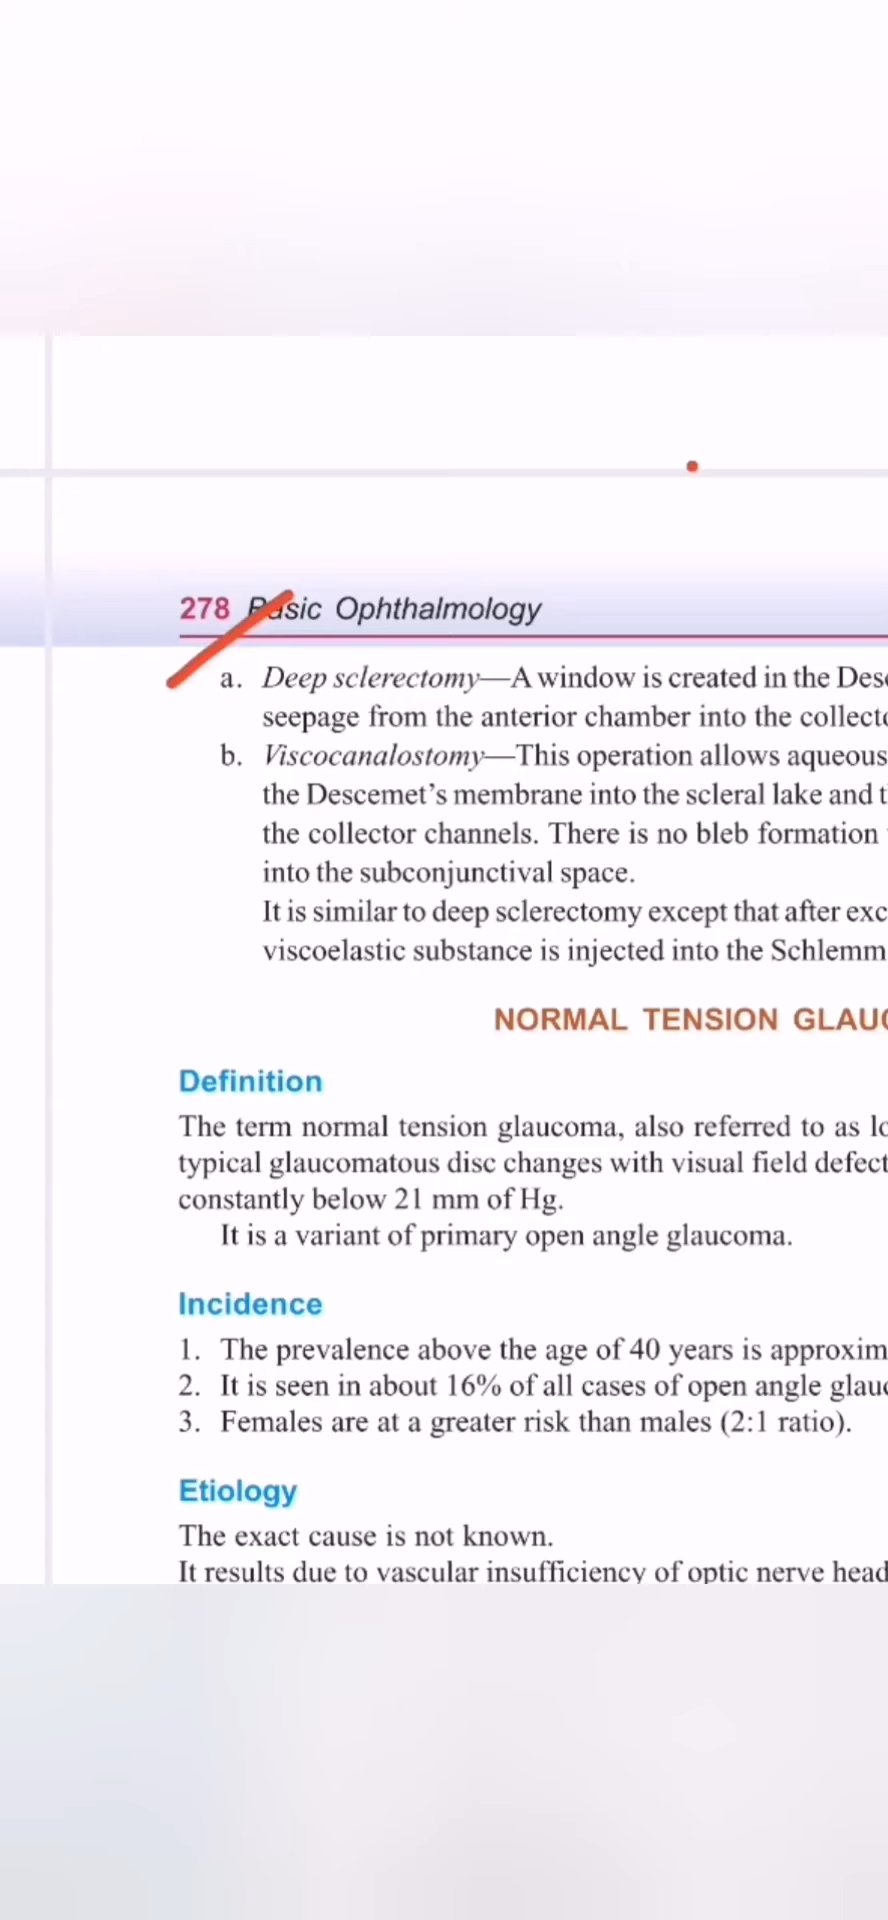 278 Basic Ophthalmology
a. Deep sclerectomy—A window is created in the
seepage from the anterior chamber into the
b. Viscocanalostomy—This operation allows aqueous
the Descemet's membrane into the scleral lake and
the collector channels. There is no bleb formation
into the subconjunctival space.
It is similar to deep sclerectomy except that after
viscoelastic substance is injected into the Schlemm
NORMAL TENSION
Definition
The term normal tension glaucoma, also referred to as
typical glaucomatous disc changes with visual field defect
constantly below 21 mm of Hg.
It is a variant of primary open angle glaucoma.
Incidence
1. The prevalence above the age of 40 years is
2. It is seen in about 16% of all cases of open angle
3. Females are at a greater risk than males (2:1 ratio).
Etiology
The exact cause is not known.
It results due to vascular insufficiency of optic nerve head